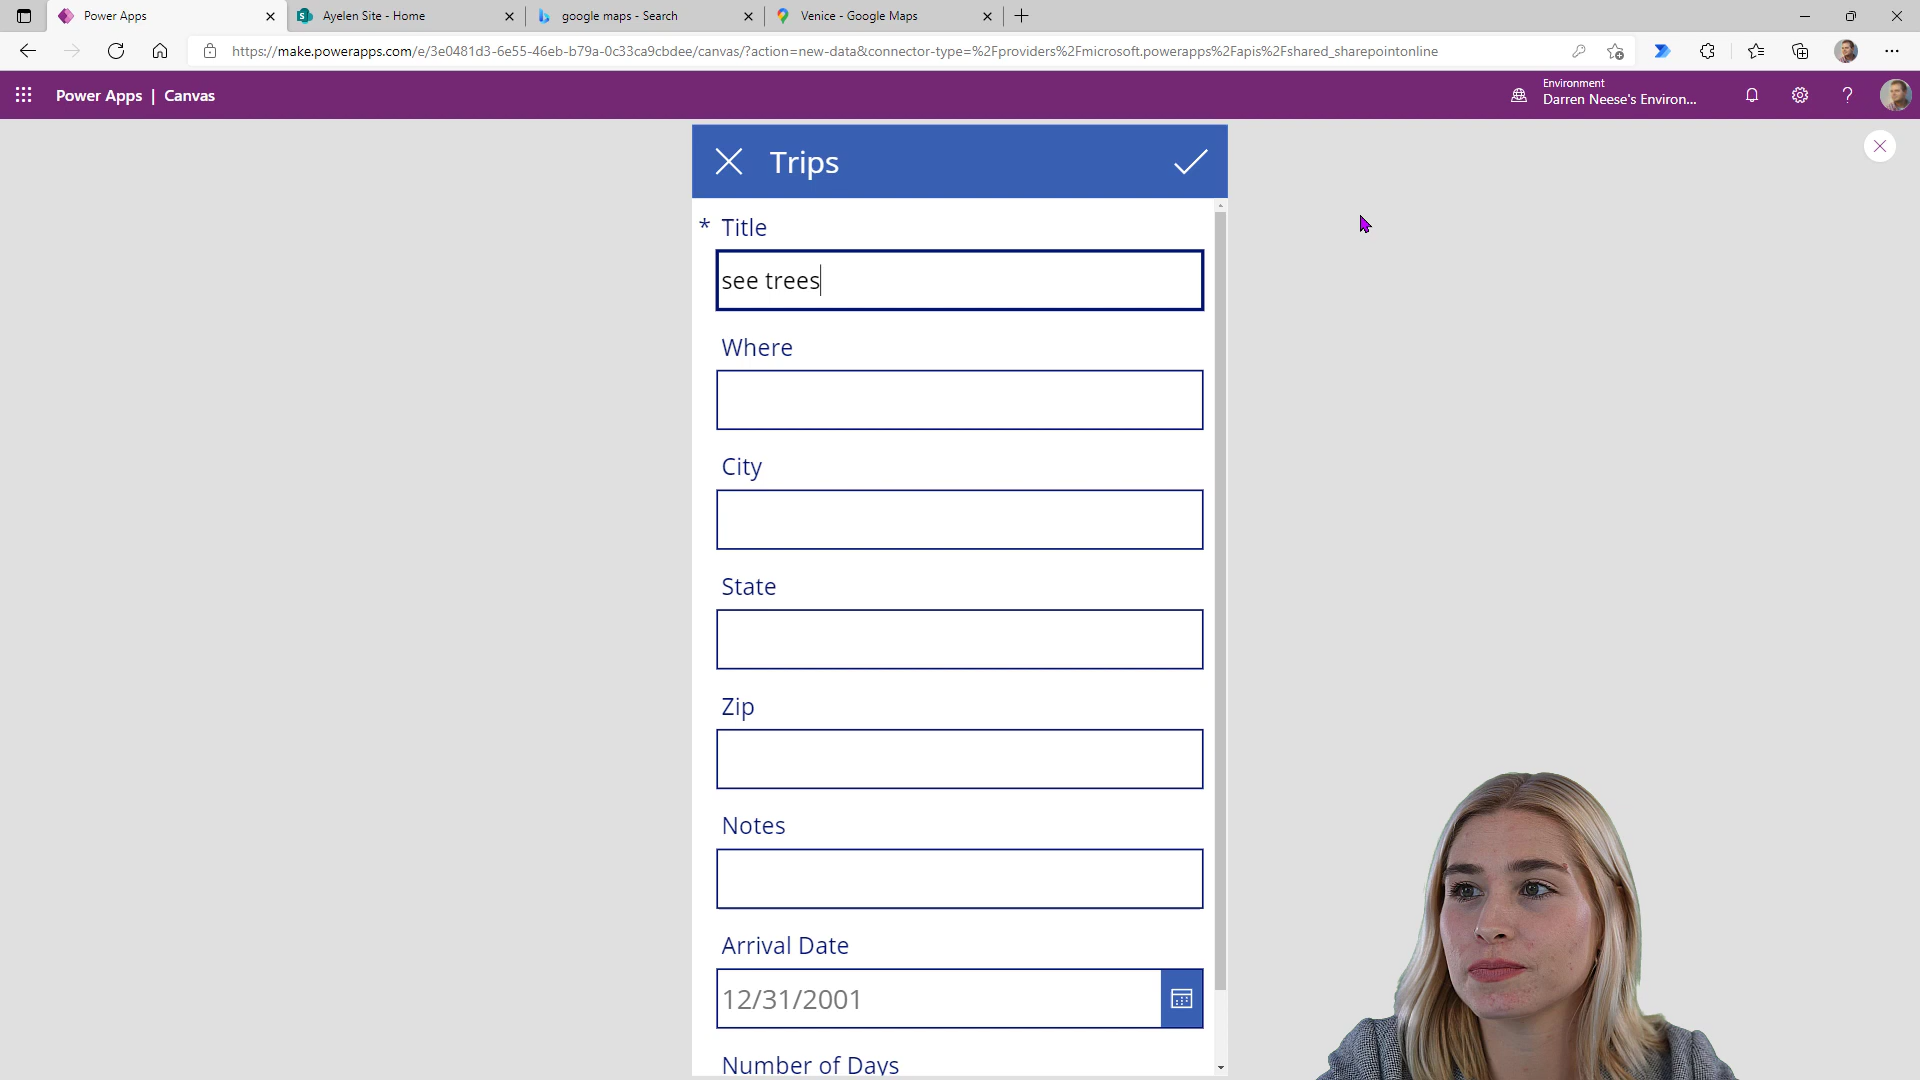 Power Apps
Ayelen Site - Home
google maps - Search
Venice - Google Maps
https://make.powerapps.com/e/3e0481d3-6e55-46eb-b79a-0c33ca9cbdee/canvas/?action=new-data&connector-type=%2Fproviders%2Fmicrosoft.powerapps%2Fapis%2Fshared_sharepointonline
Power Apps | Canvas
Environment
Darren Neese's Environ...
Trips
* Title
see trees
Where
City
State
Zip
Notes
Arrival Date
12/31/2001
Number of Days